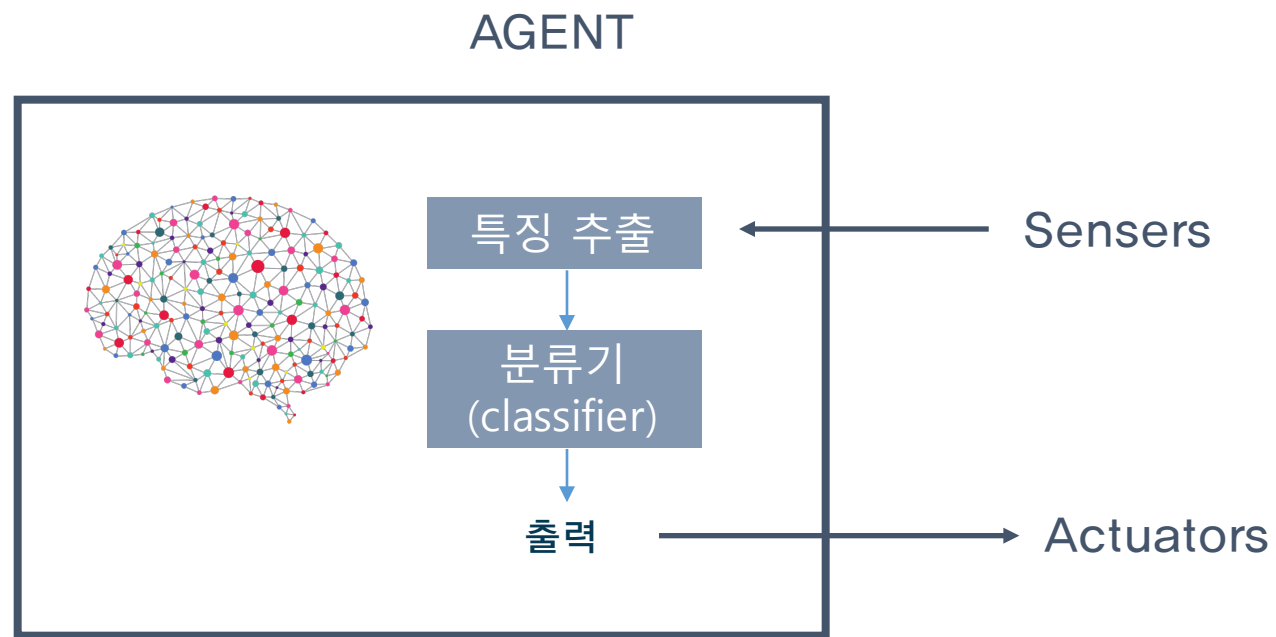 AGENT
특징 추출
Sensers
분류기
(classifier)
출력
Actuators